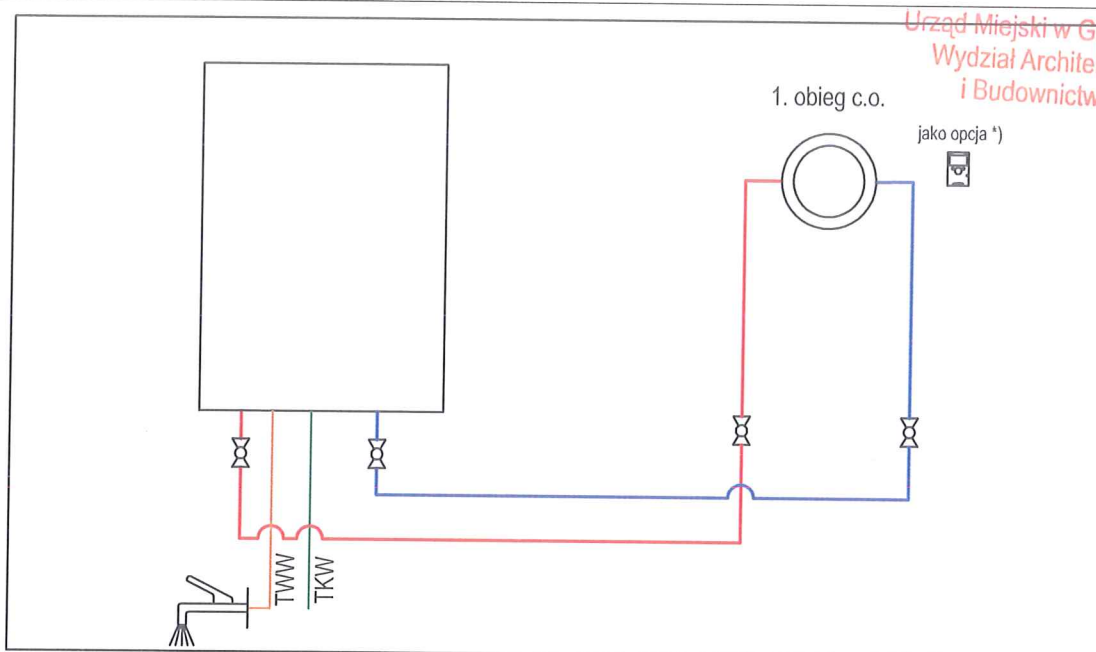 Urząd Miejski w G
Wydział Archite
i Budownictw
1. obieg c.o.
jako opcja *)
TWW
TKW